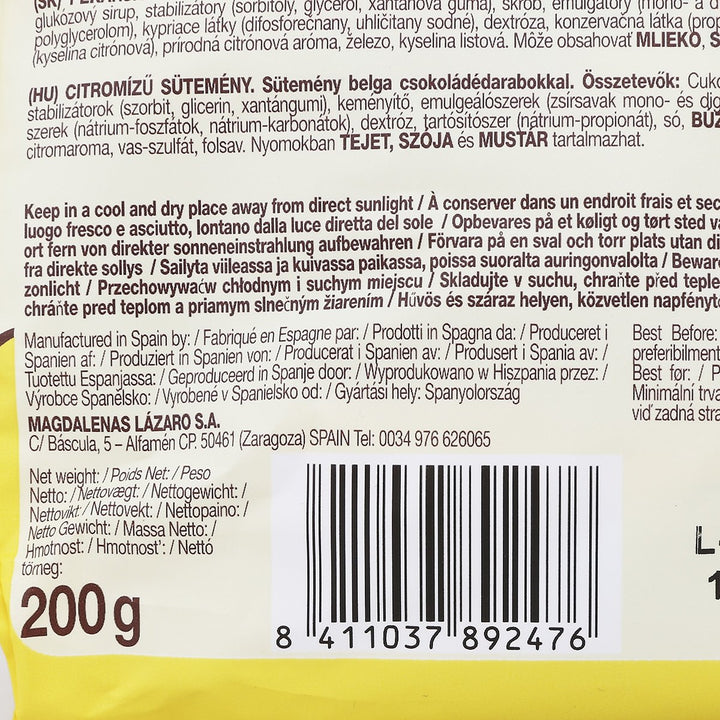 glukózový sirup, stabilizátory (sorbitoly, glycerol, xantánová guma), škrob, emulgátory (mono- a d
polyglycerolom), kypriace látky (difosforečnany, uhličitany sodné), dextróza, konzervačná látka (prop
(kyselina citrónová), prírodná citrónová aróma, železo, kyselina listová. Môže obsahovať MLIEKO, S
(HU) CITROMÍZŰ SÜTEMÉNY. Sütemény belga csokoládédarabokkal. Összetevők: Cuko
stabilizátorok (szorbit, glicerin, xantángumi), keményítő, emulgeálószerek (zsírsavak mono- és
szerek (nátrium-foszfátok, nátrium-karbonátok), dextróz, tartósítószer (nátrium-propionát), só, BÚZ
citromaroma, vas-szulfát, folsav. Nyomokban TEJET, SZÓJA és MUSTAR tartalmazhat.
Keep in a cool and dry place away from direct sunlight / À conserver dans un endroit frais et sec
luogo fresco e asciutto, lontano dalla luce diretta del sole / Opbevares på et køligt og tørt sted
ort fern von direkter sonneneinstrahlung aufbewahren / Förvara på en sval och torr plats utan di
fra direkte sollys / Sailyta viileassa ja kuivassa paikassa, poissa suoralta auringonvalolta / Beware
zonlicht / Przechowywaćw chłodnym i suchym miejscu / Skladujte v suchu, chraňte před teple
chráňte pred teplom a priamym slnečným žiarením / Hűvös és száraz helyen, közvetlen napfényt
Manufactured in Spain by: / Fabriqué en Espagne par: / Prodotti in Spagna da: / Produceret i
Spanien af: / Produziert in Spanien von: / Producerat i Spanien av: / Produsert i Spania av: /
Tuotettu Espanjassa: / Geproduceerd in Spanje door: / Wyprodukowano w Hiszpania przez: /
Výrobce Španělsko: / Vyrobené v Španielsko od: / Gyártási hely: Spanyolország
MAGDALENAS LÁZARO S.A.
C/ Báscula, 5 – Alfamén CP. 50461 (Zaragoza) SPAIN Tel: 0034 976 626065
Best Before:
preferibilment
Best før: / P
Minimální trva
viď zadná stra
Net weight: / Poids Net: / Peso
Netto: / Nettovægt: / Nettogewicht: /
Nettovikt / Nettovekt: / Nettopaino: /
Netto Gewicht: / Massa Netto: /
Hmotnost: / Hmotnosť: / Nettó
tömeg:
200 g
8 411037 892476
L
1